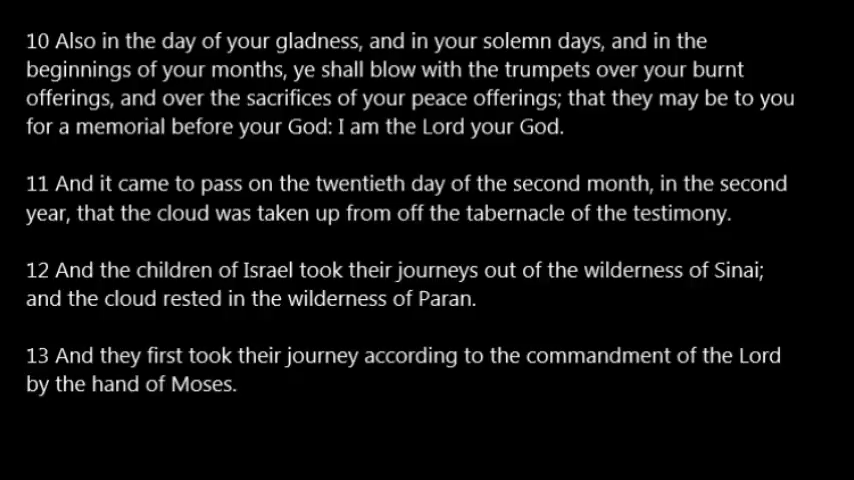 10 Also in the day of your gladness, and in your solemn days, and in the
beginnings of your months, ye shall blow with the trumpets over your burnt
offerings, and over the sacrifices of your peace offerings; that they may be to you
for a memorial before your God: I am the Lord your God.
11 And it came to pass on the twentieth day of the second month, in the second
year, that the cloud was taken up from off the tabernacle of the testimony.
12 And the children of Israel took their journeys out of the wilderness of Sinai;
and the cloud rested in the wilderness of Paran.
13 And they first took their journey according to the commandment of the Lord
by the hand of Moses.